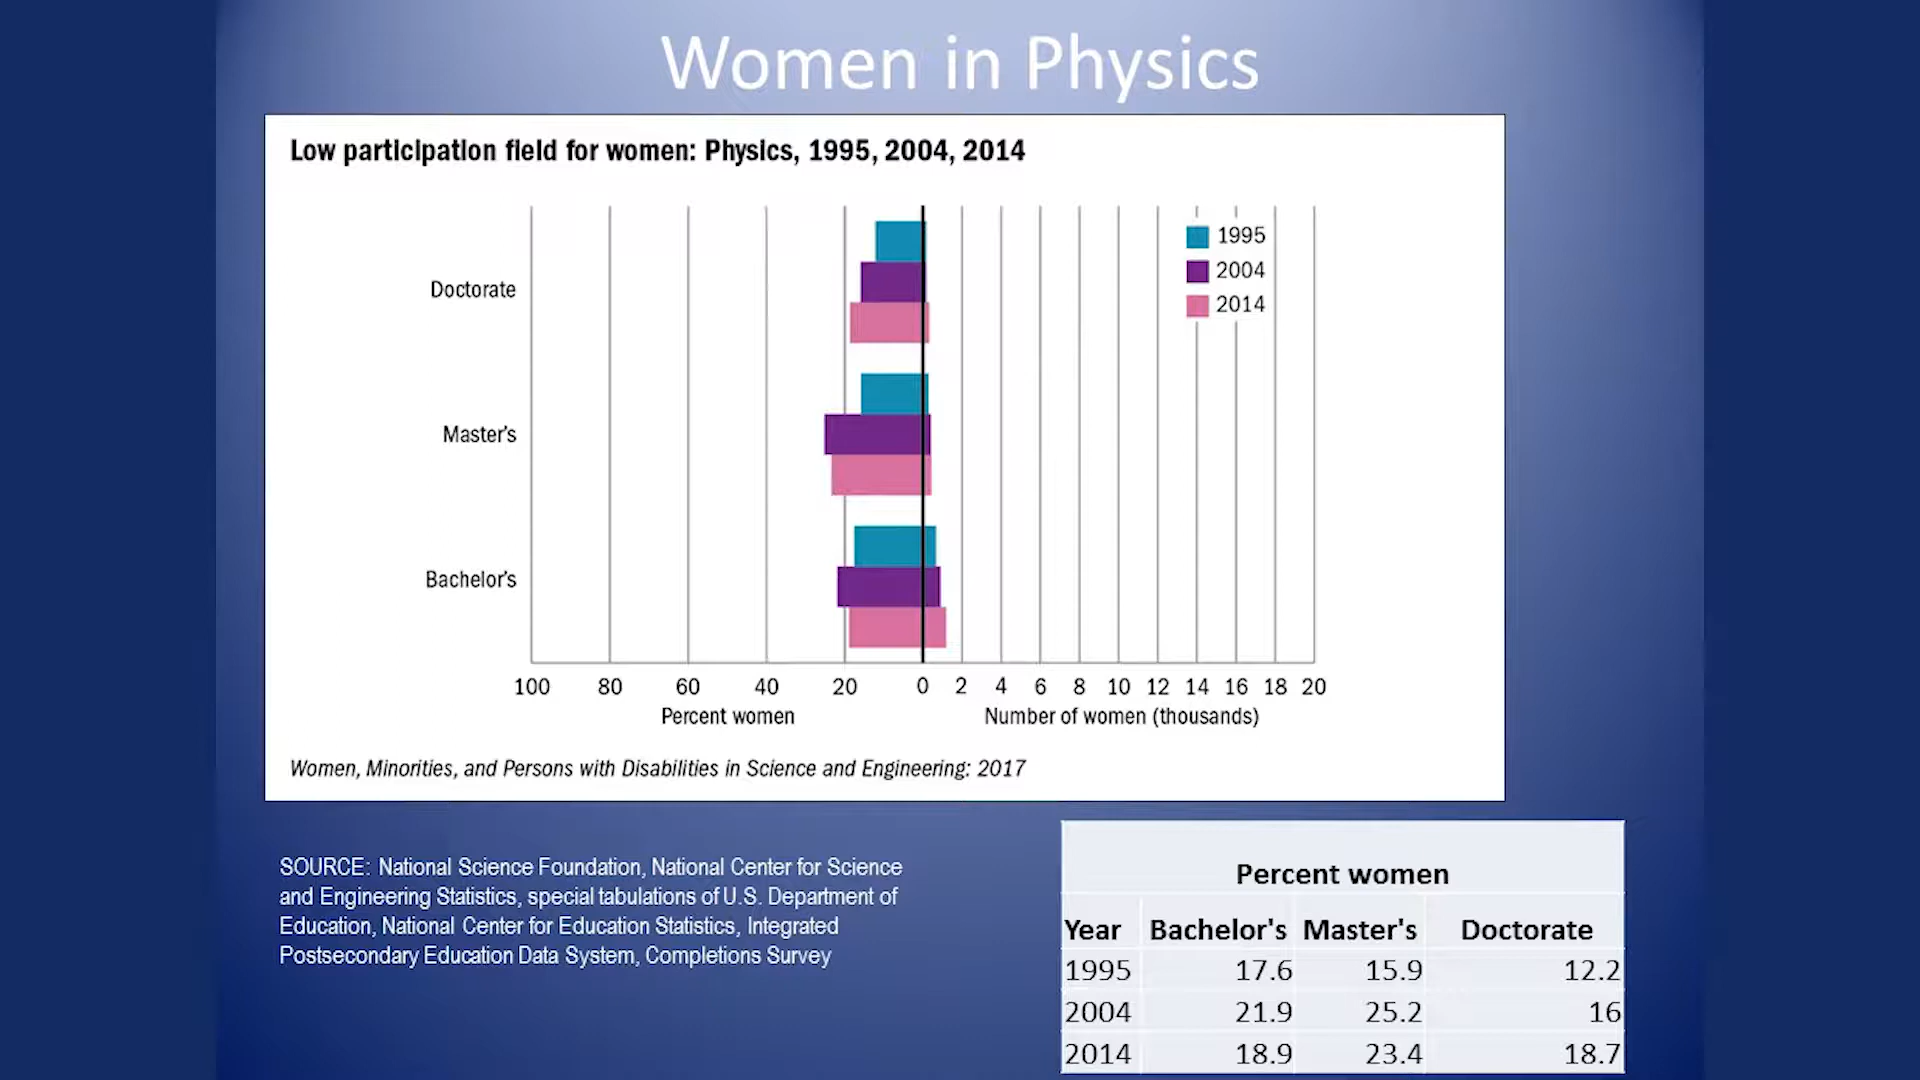 Women in Physics
Low participation field for women: Physics, 1995, 2004, 2014
1995
2004
2014
Doctorate
Master's
Bachelor's
100 80 60 40 20 0 2 4 6 8 10 12 14 16 18 20
Percent women Number of women (thousands)
Women, Minorities, and Persons with Disabilities in Science and Engineering: 2017
SOURCE: National Science Foundation, National Center for Science
and Engineering Statistics, special tabulations of U.S. Department of
Education, National Center for Education Statistics, Integrated
Postsecondary Education Data System, Completions Survey
Percent women
Year Bachelor's Master's Doctorate
1995 17.6 15.9 12.2
2004 21.9 25.2 16
2014 18.9 23.4 18.7